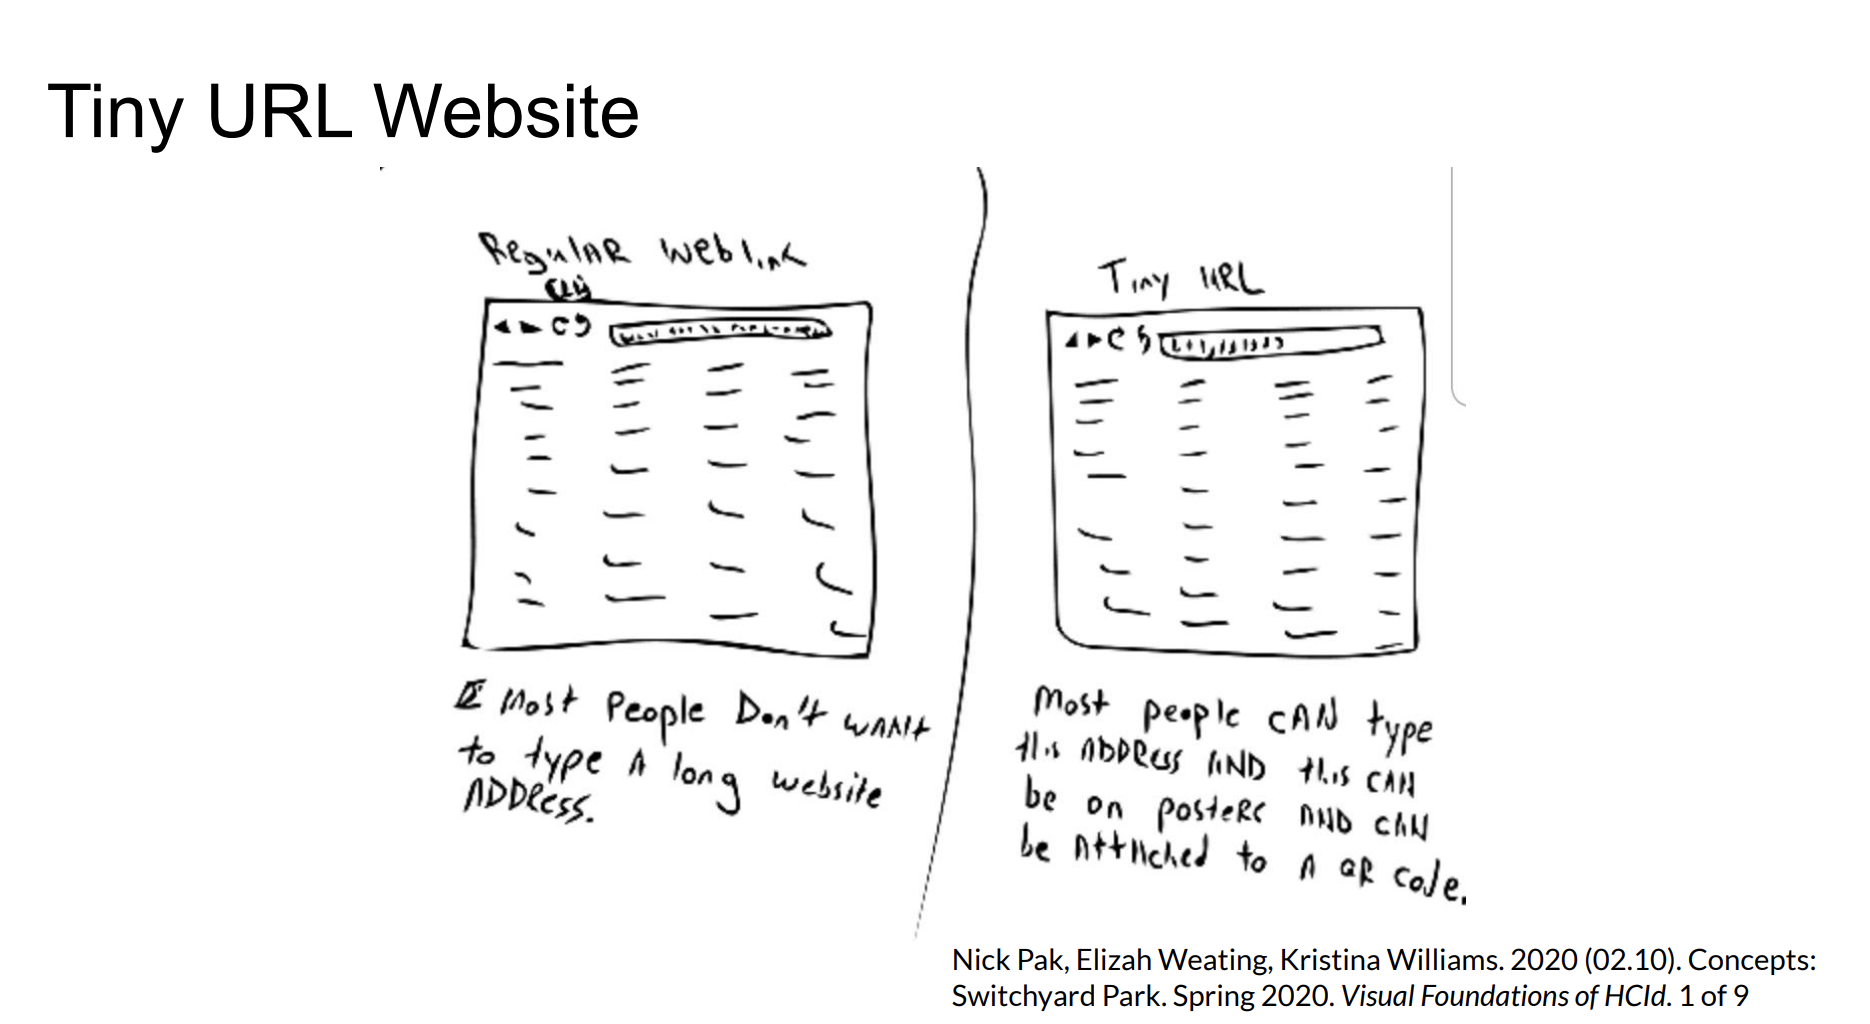 Tiny URL Website
Regular weblink
Most People Don't want
to type A long website
ADDRess.
Tiny URL
Most people CAN type
this ADDRess AND this CAN
be on posters AND CAN
be AttAched to A QR code.
Nick Pak, Elizah Weating, Kristina Williams. 2020 (02.10). Concepts:
Switchyard Park. Spring 2020. Visual Foundations of HCId. 1 of 9